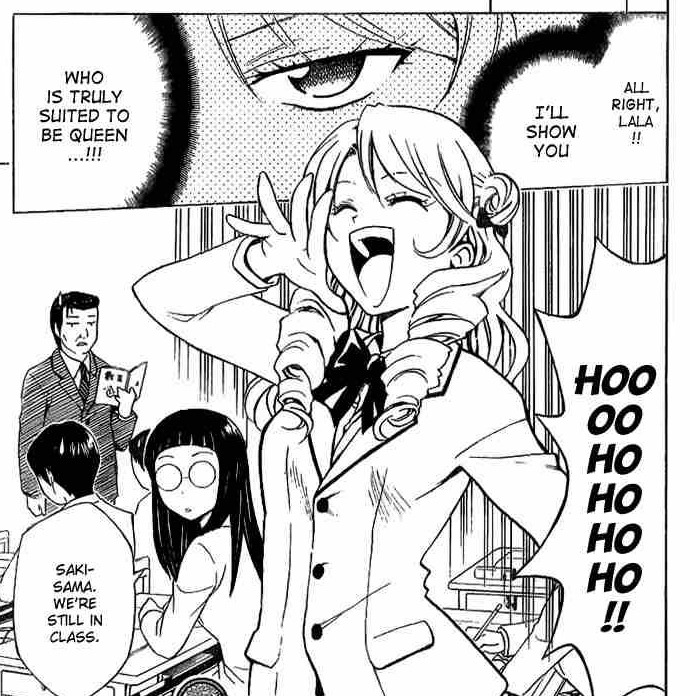 ALL
RIGHT,
LALA
!!
I'LL
SHOW
YOU
WHO
IS TRULY
SUITED TO
BE QUEEN
...!!!
HOO
OO
HO
HO
HO
HO
!!
SAKI-
SAMA.
WE'RE
STILL IN
CLASS.